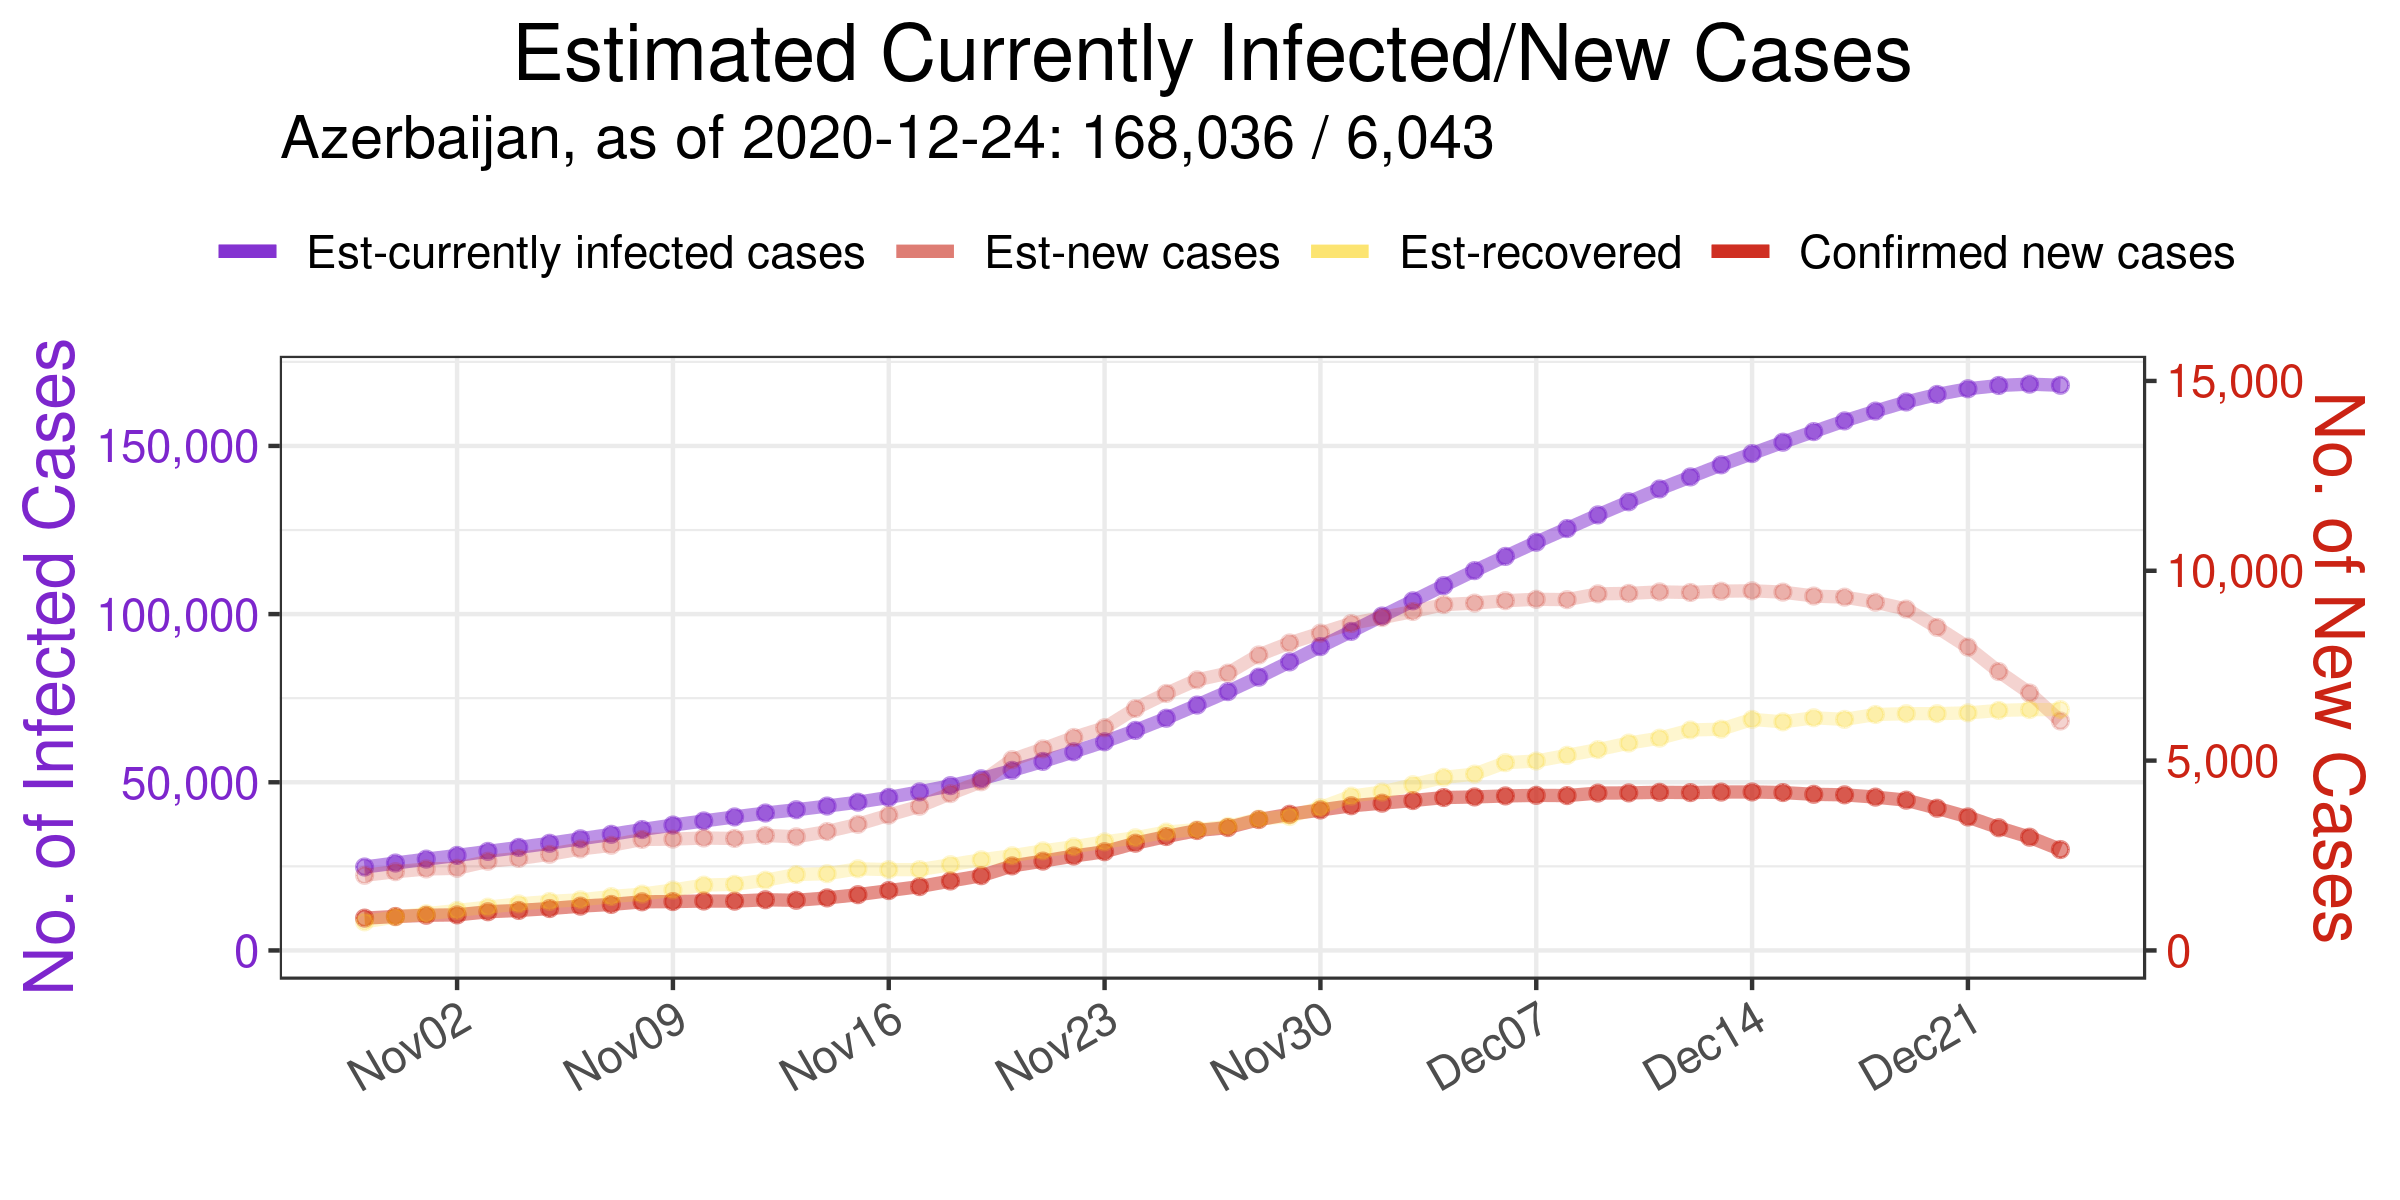 Estimated Currently Infected/New Cases
Azerbaijan, as of 2020-12-24: 168,036 / 6,043
Est-currently infected cases Est-new cases Est-recovered Confirmed new cases
No. of Infected Cases
150,000
100,000
50,000
0
15,000
10,000
5,000
0
No. of New Cases
Nov02 Nov09 Nov16 Nov23 Nov30 Dec07 Dec14 Dec21